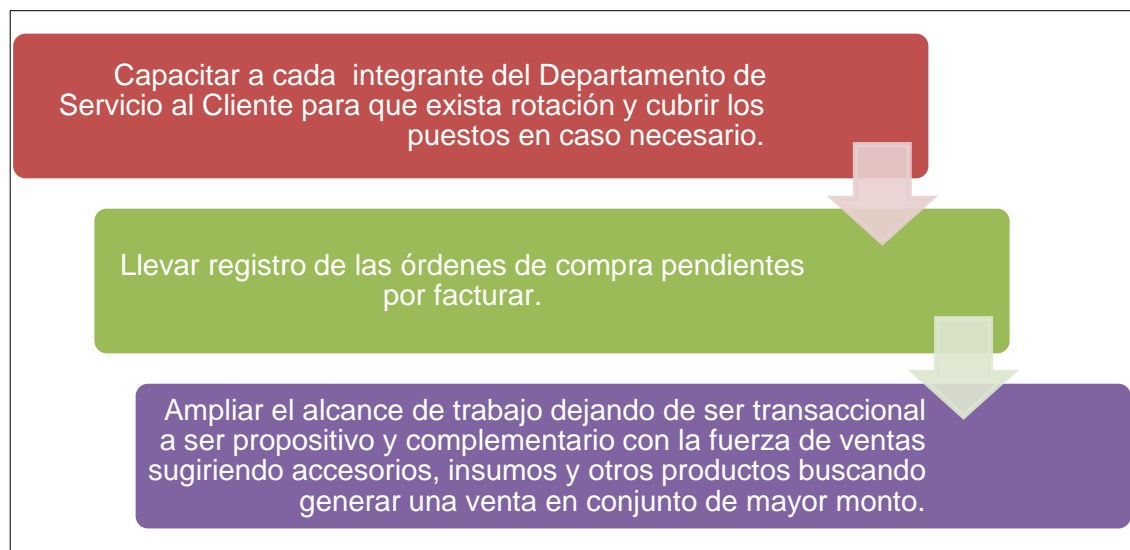 Capacitar a cada  integrante del Departamento de
Servicio al Cliente para que exista rotación y cubrir los
puestos en caso necesario.
Llevar registro de las órdenes de compra pendientes
por facturar.
Ampliar el alcance de trabajo dejando de ser transaccional
a ser propositivo y complementario con la fuerza de ventas
sugiriendo accesorios, insumos y otros productos buscando
generar una venta en conjunto de mayor monto.